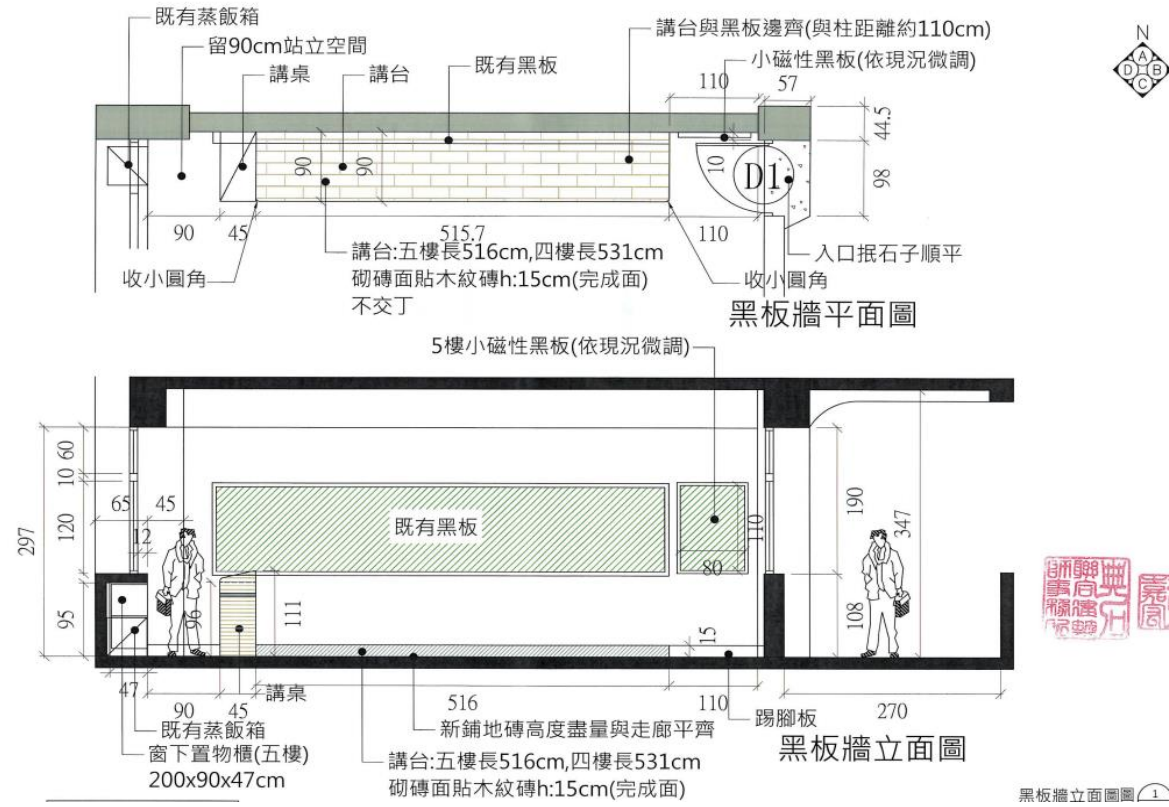 既有蒸飯箱
留90cm站立空間
講桌
講台
既有黑板
講台與黑板邊齊(與柱距離約110cm)
小磁性黑板(依現況微調)
110
57
44.5
98
10
D1
90
90
90
45
515.7
110
收小圓角
講台:五樓長516cm,四樓長531cm
砌磚面貼木紋磚h:15cm(完成面)
不交丁
入口抿石子順平
收小圓角
黑板牆平面圖
N
A
D
B
C
5樓小磁性黑板(依現況微調)
297
60
10
120
95
65
45
12
既有黑板
110
80
190
347
108
90
111
15
47
90
45
講桌
516
110
踢腳板
270
既有蒸飯箱
窗下置物櫃(五樓)
200x90x47cm
新鋪地磚高度盡量與走廊平齊
講台:五樓長516cm,四樓長531cm
砌磚面貼木紋磚h:15cm(完成面)
黑板牆立面圖
黑板牆立面圖圖
1